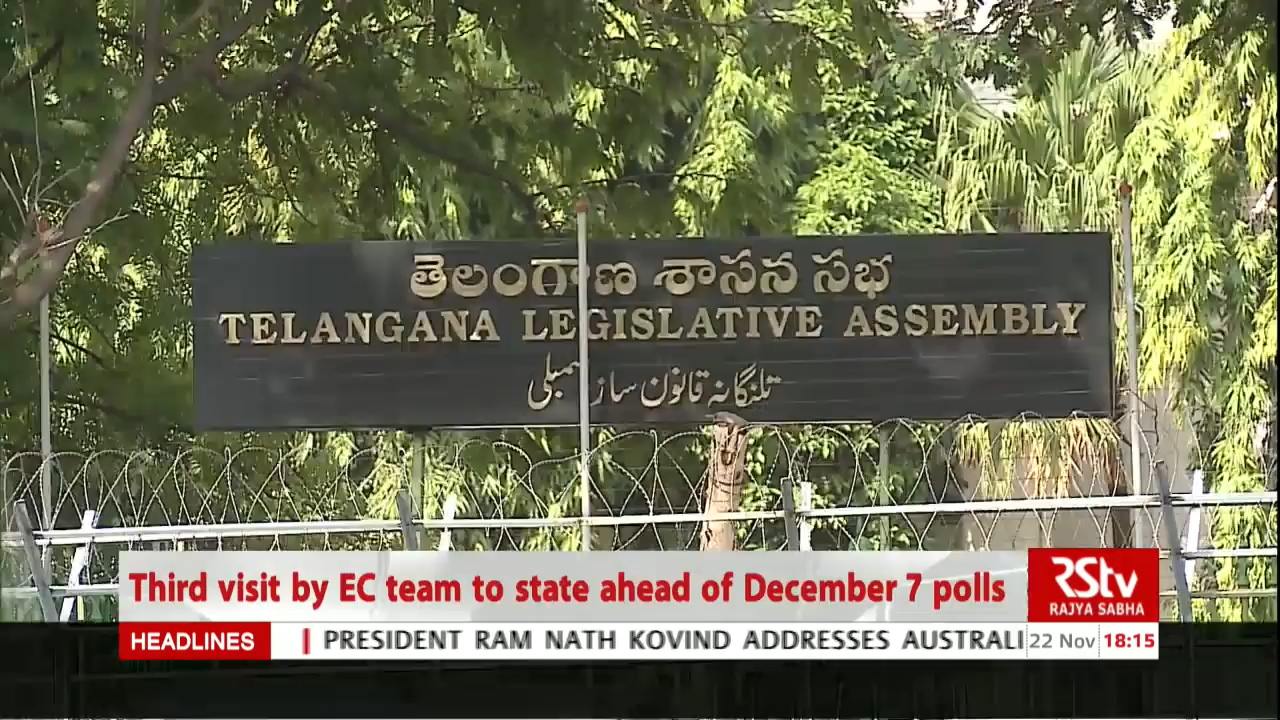 తెలంగాణ శాసన సభ
TELANGANA LEGISLATIVE ASSEMBLY
تلنگانہ قانون ساز
Third visit by EC team to state ahead of December 7 polls
RSTV
RAJYA SABHA
HEADLINES
PRESIDENT RAM NATH KOVIND ADDRESSES AUSTRALI
22 Nov 18:15